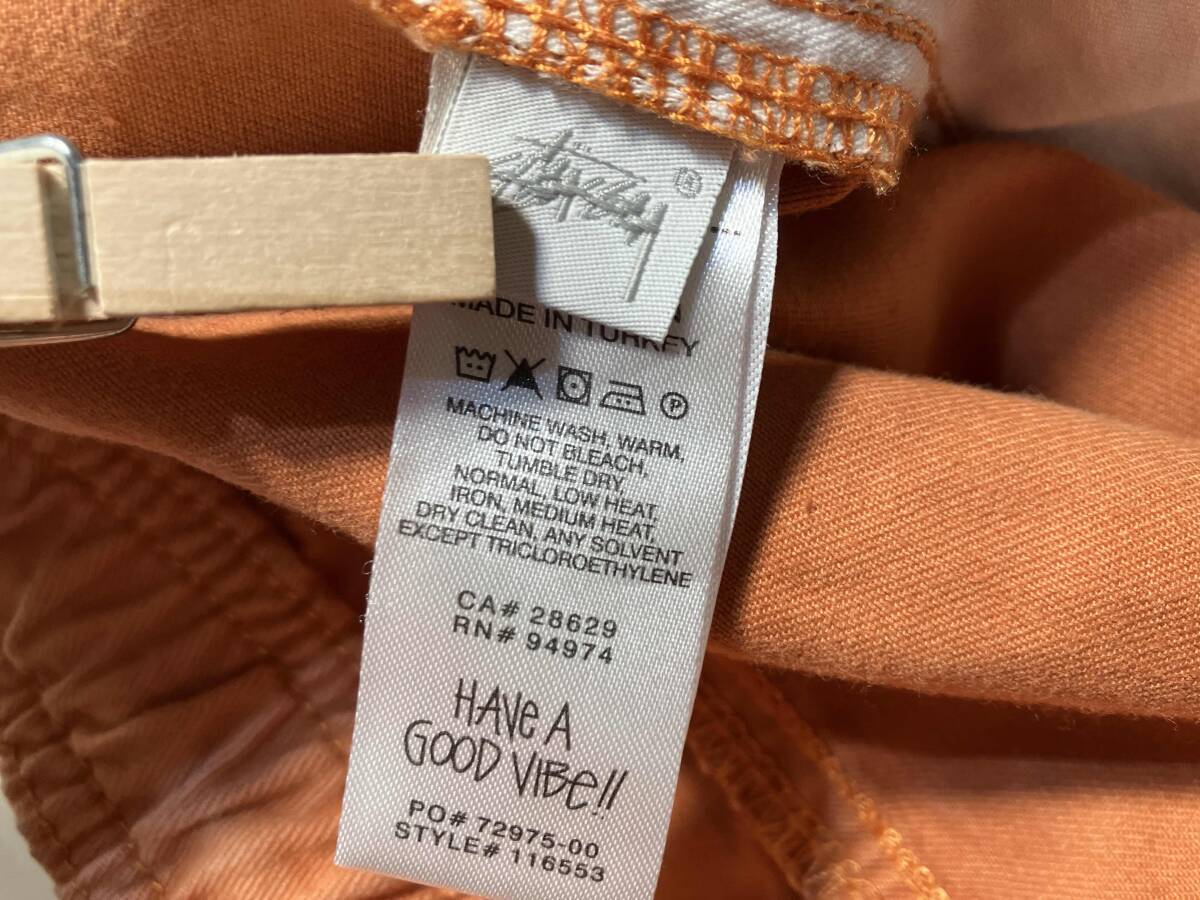 Stüssy ®
MADE IN TURKEY
P
MACHINE WASH, WARM,
DO NOT BLEACH,
TUMBLE DRY
NORMAL, LOW HEAT,
IRON, MEDIUM HEAT,
DRY CLEAN, ANY SOLVENT
EXCEPT TRICLOROETHYLENE
CA# 28629
RN# 94974
HAVE A
GOOD VIBE!!
PO# 72975-00
STYLE# 116553